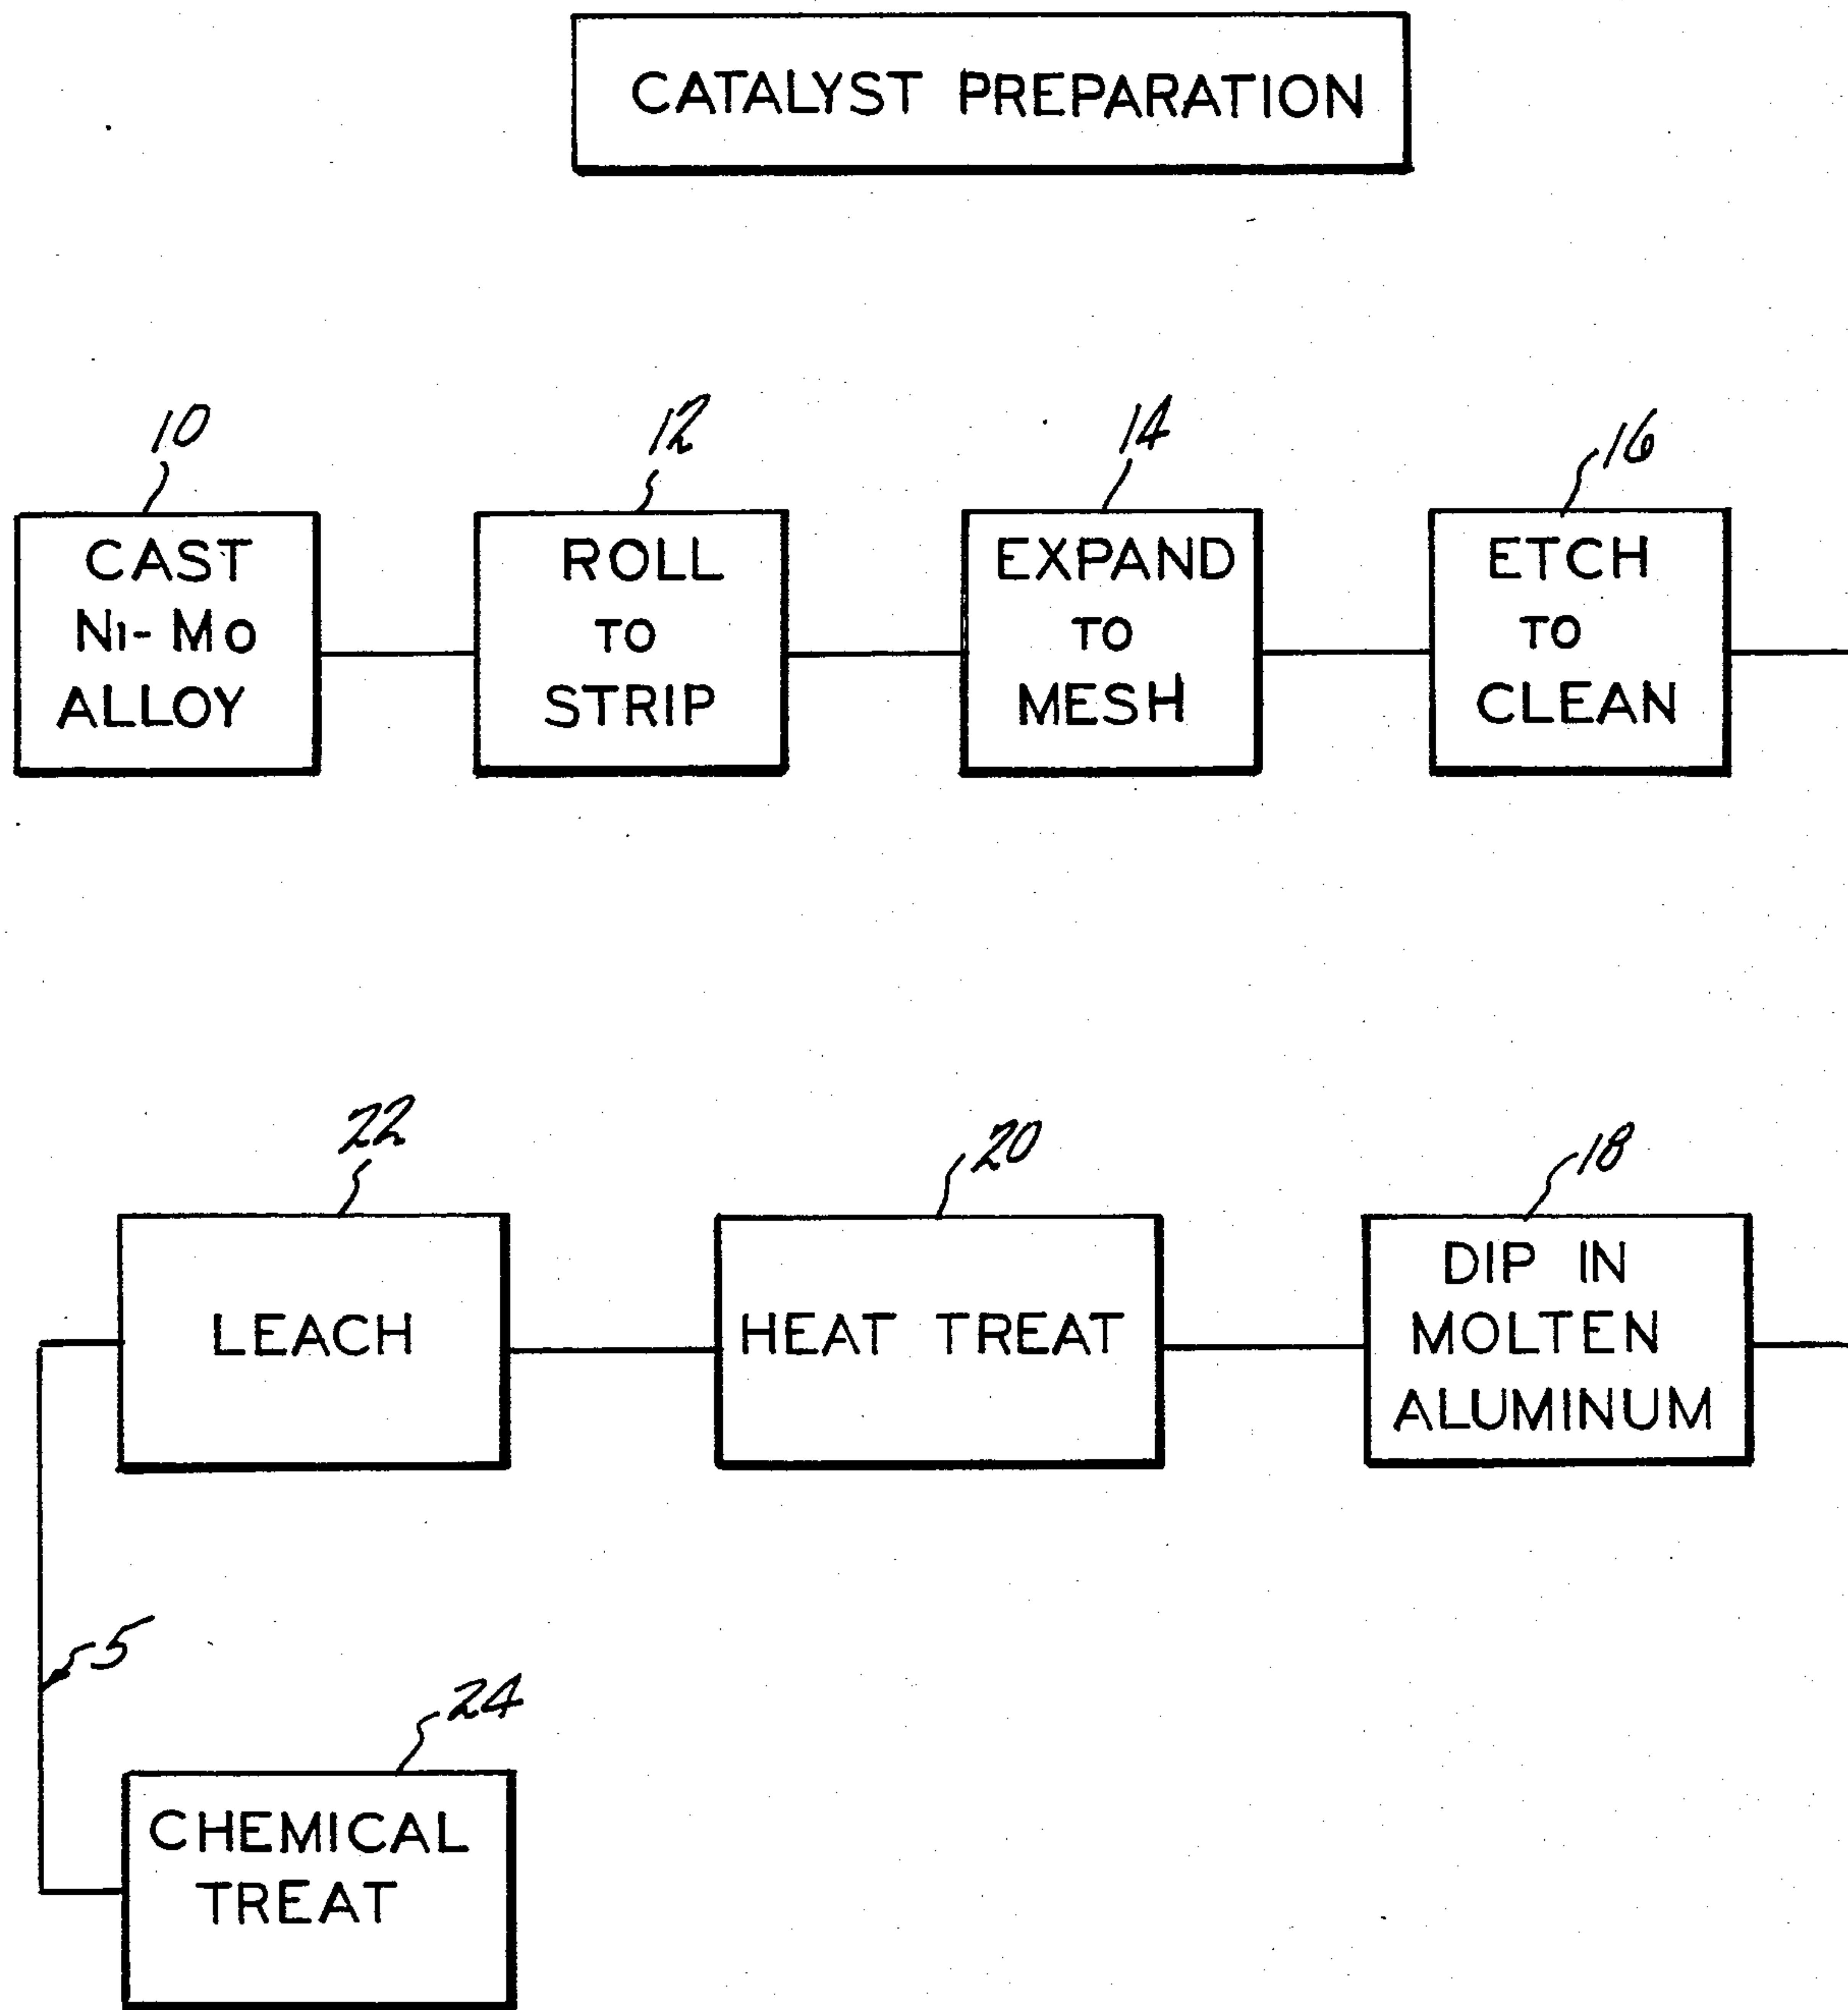 CATALYST PREPARATION
10
12
14
16
CAST
Ni-Mo
ALLOY
ROLL
TO
STRIP
EXPAND
TO
MESH
ETCH
TO
CLEAN
22
20
18
LEACH
HEAT TREAT
DIP IN
MOLTEN
ALUMINUM
5
24
CHEMICAL
TREAT